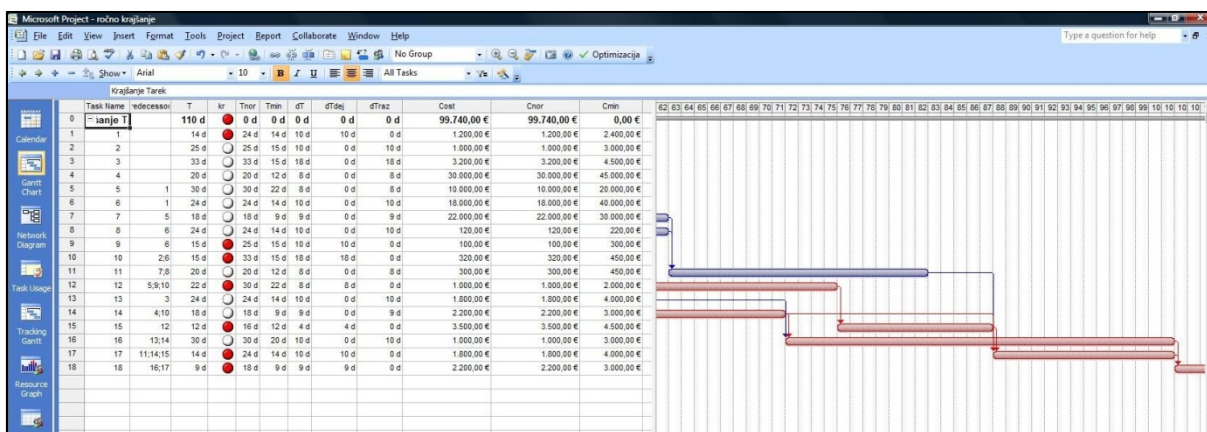 Microsoft Project - ročno krajšanje
File Edit View Insert Format Tools Project Report Collaborate Window Help Type a question for help
No Group Optimizacija
Show Arial 10 B I U All Tasks
Krajšanje Tarek
Task Name redecessor T kr Tnor Tmin dT dTdej dTraz Cost Cnor Cmin 62 63 64 65 66 67 68 69 70 71 72 73 74 75 76 77 78 79 80 81 82 83 84 85 86 87 88 89 90 91 92 93 94 95 96 97 98 99 10 10 10 10
0 šanje T 110 d 0 d 0 d 0 d 0 d 0 d 99.740,00 € 99.740,00 € 0,00 €
1 1 14 d 24 d 14 d 10 d 10 d 0 d 1.200,00 € 1.200,00 € 2.400,00 €
2 2 25 d 25 d 15 d 10 d 0 d 10 d 1.000,00 € 1.000,00 € 3.000,00 €
3 3 33 d 33 d 15 d 18 d 0 d 18 d 3.200,00 € 3.200,00 € 4.500,00 €
4 4 20 d 20 d 12 d 8 d 0 d 8 d 30.000,00 € 30.000,00 € 45.000,00 €
5 5 1 30 d 30 d 22 d 8 d 0 d 8 d 10.000,00 € 10.000,00 € 20.000,00 €
6 6 1 24 d 24 d 14 d 10 d 0 d 10 d 18.000,00 € 18.000,00 € 40.000,00 €
7 7 5 18 d 18 d 9 d 9 d 0 d 9 d 22.000,00 € 22.000,00 € 30.000,00 €
8 8 6 24 d 24 d 14 d 10 d 0 d 10 d 120,00 € 120,00 € 220,00 €
9 9 6 15 d 25 d 15 d 10 d 10 d 0 d 100,00 € 100,00 € 300,00 €
10 10 2;6 15 d 33 d 15 d 18 d 18 d 0 d 320,00 € 320,00 € 450,00 €
11 11 7;8 20 d 20 d 12 d 8 d 0 d 8 d 300,00 € 300,00 € 450,00 €
12 12 5;9;10 22 d 30 d 22 d 8 d 8 d 0 d 1.000,00 € 1.000,00 € 2.000,00 €
13 13 3 24 d 24 d 14 d 10 d 0 d 10 d 1.800,00 € 1.800,00 € 4.000,00 €
14 14 4;10 18 d 18 d 9 d 9 d 0 d 9 d 2.200,00 € 2.200,00 € 3.000,00 €
15 15 12 12 d 16 d 12 d 4 d 4 d 0 d 3.500,00 € 3.500,00 € 4.500,00 €
16 16 13;14 30 d 30 d 20 d 10 d 0 d 10 d 1.000,00 € 1.000,00 € 3.000,00 €
17 17 11;14;15 14 d 24 d 14 d 10 d 10 d 0 d 1.800,00 € 1.800,00 € 4.000,00 €
18 18 16;17 9 d 18 d 9 d 9 d 9 d 0 d 2.200,00 € 2.200,00 € 3.000,00 €
Calendar
Gantt
Chart
Network
Diagram
Task Usage
Tracking
Gantt
Resource
Graph